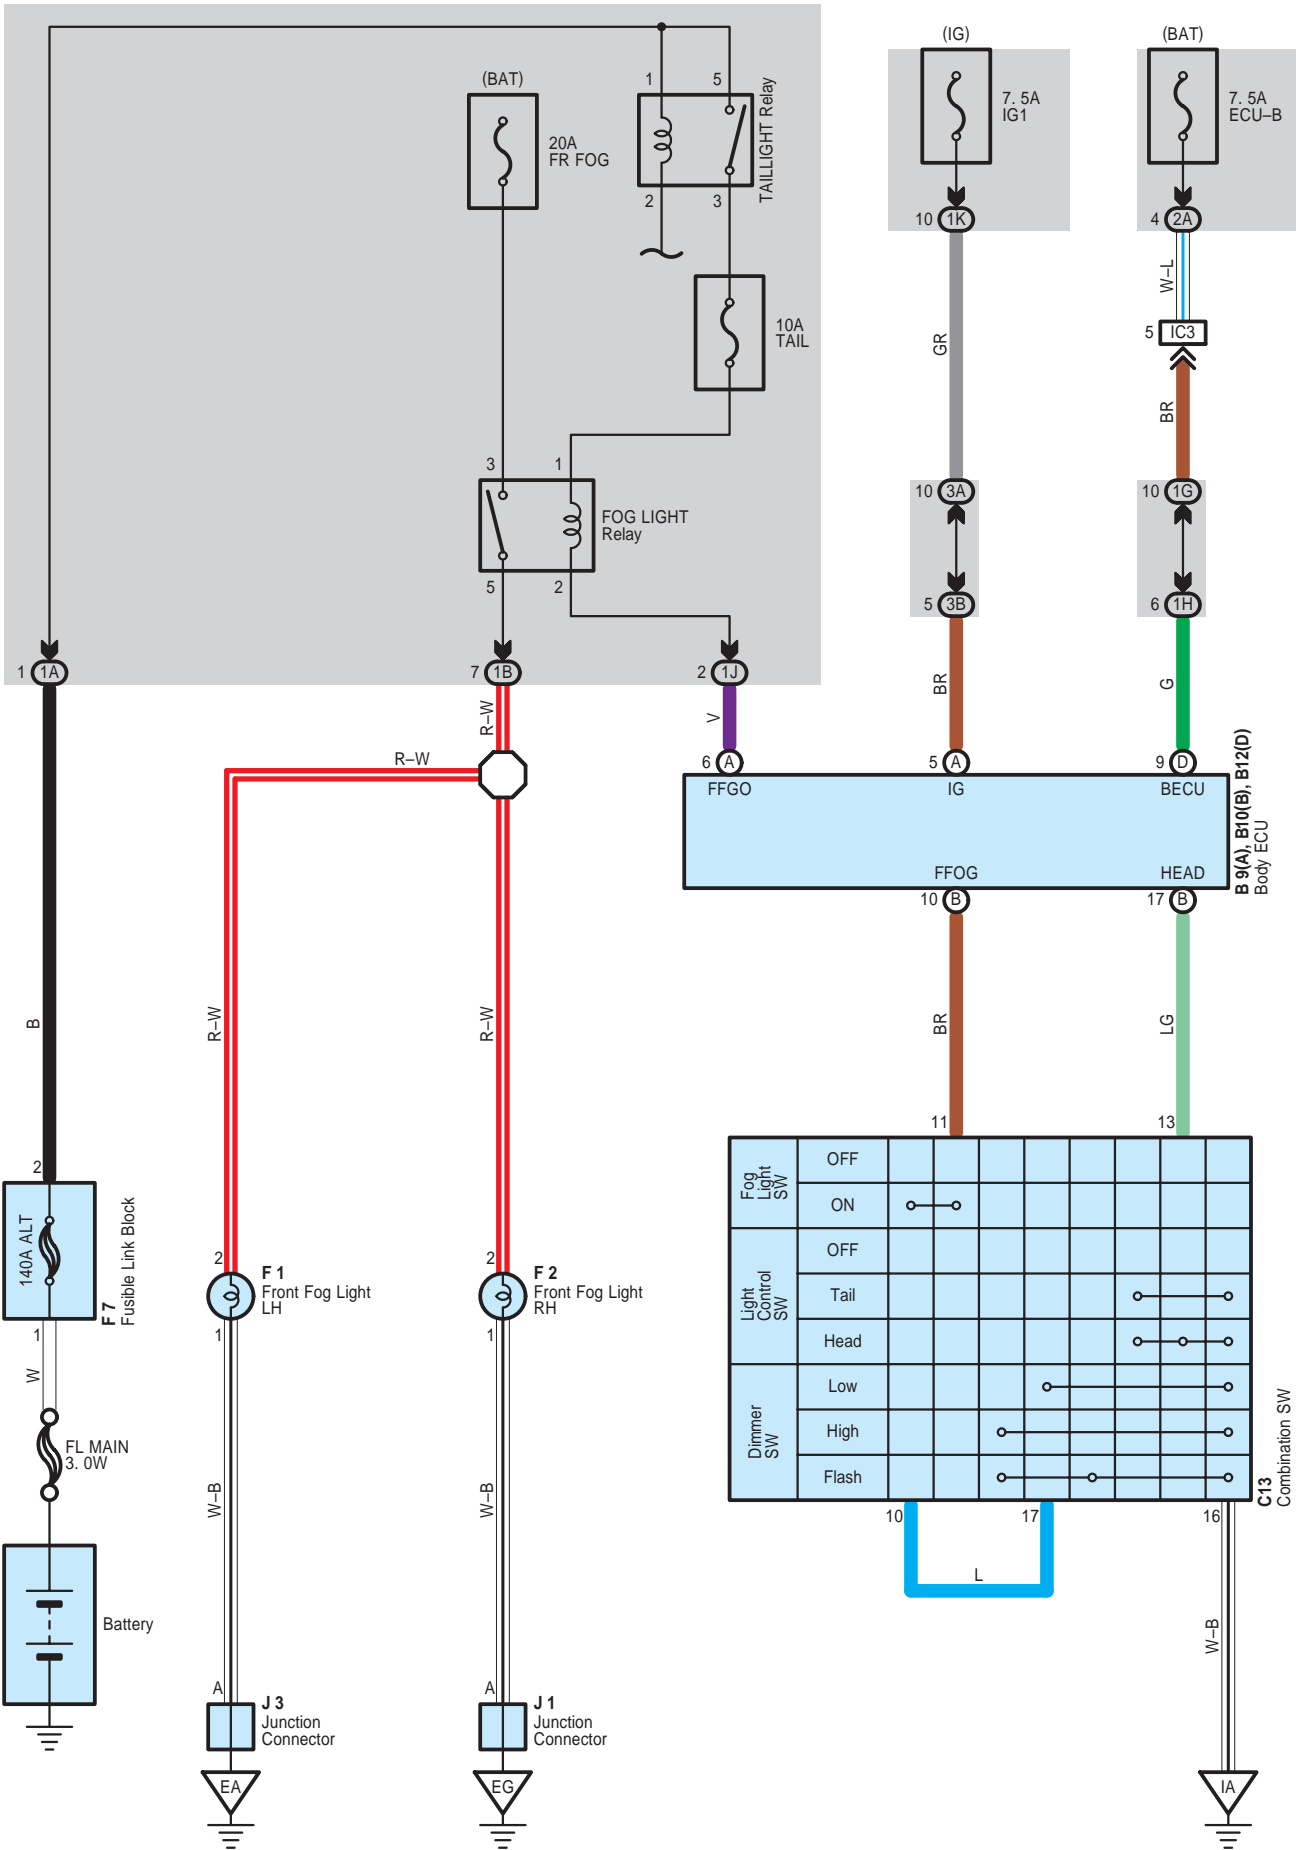 (IG)
(BAT)
(BAT)
1
5
TAILLIGHT Relay
7. 5A
IG1
7. 5A
ECU–B
20A
FR FOG
2
3
10
1K
4
2A
W–L
10A
TAIL
GR
5
IC3
BR
3
1
10
3A
10
1G
FOG LIGHT
Relay
5
2
5
3B
6
1H
1
1A
7
1B
2
1J
R–W
V
BR
G
R–W
6
A
5
A
9
D
FFGO
IG
BECU
B 9(A), B10(B), B12(D)
Body ECU
FFOG
HEAD
10
B
17
B
B
R–W
R–W
BR
LG
11
13
2
Fog
Light
SW
OFF
ON
140A ALT
F 7
Fusible Link Block
2
F 1
Front Fog Light
LH
2
F 2
Front Fog Light
RH
Light
Control
SW
OFF
Tail
Head
1
1
1
W
Dimmer
SW
Low
High
Flash
FL MAIN
3. 0W
C13
Combination SW
W–B
W–B
10
17
16
L
Battery
W–B
A
J 3
Junction
Connector
A
J 1
Junction
Connector
EA
EG
IA